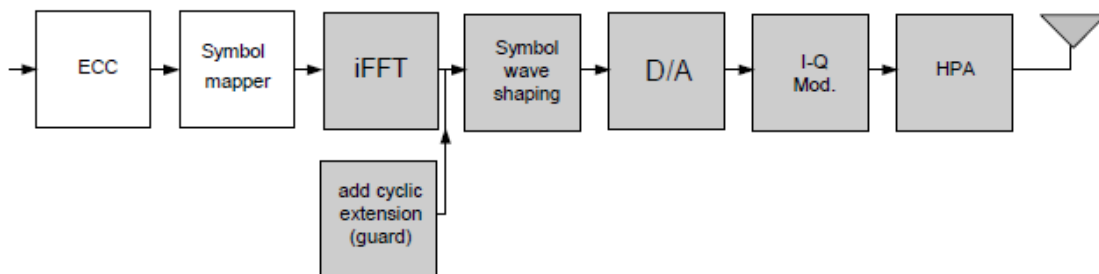 ECC
Symbol
mapper
iFFT
Symbol
wave
shaping
D/A
I-Q
Mod.
HPA
add cyclic
extension
(guard)